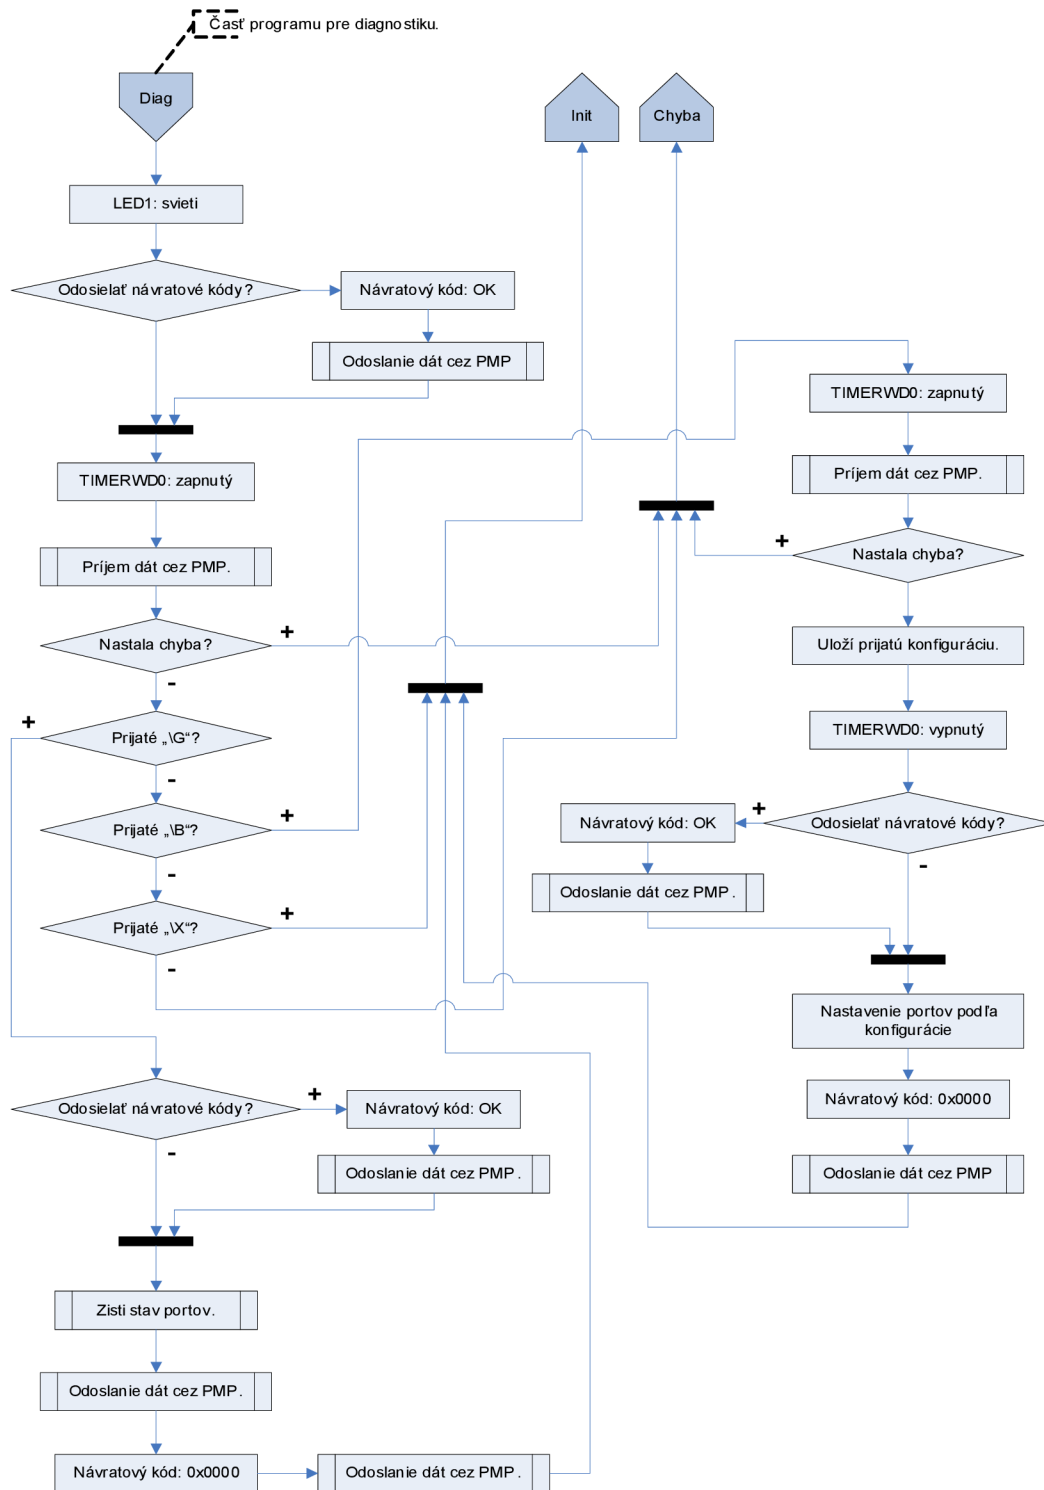 Časť programu pre diagnostiku.
Diag
Init
Chyba
LED1: svieti
Odosielať návratové kódy?
Návratový kód: OK
Odoslanie dát cez PMP
TIMERWD0: zapnutý
Príjem dát cez PMP.
Nastala chyba?
+
-
Prijaté „\G“?
+
-
Prijaté „\B“?
+
-
Prijaté „\X“?
+
-
Odosielať návratové kódy?
+
-
Návratový kód: OK
Odoslanie dát cez PMP.
Zisti stav portov.
Odoslanie dát cez PMP.
Návratový kód: 0x0000
Odoslanie dát cez PMP.
TIMERWD0: zapnutý
Príjem dát cez PMP.
+
Nastala chyba?
Uloží prijatú konfiguráciu.
TIMERWD0: vypnutý
+
Odosielať návratové kódy?
-
Návratový kód: OK
Odoslanie dát cez PMP.
Nastavenie portov podľa
konfigurácie
Návratový kód: 0x0000
Odoslanie dát cez PMP